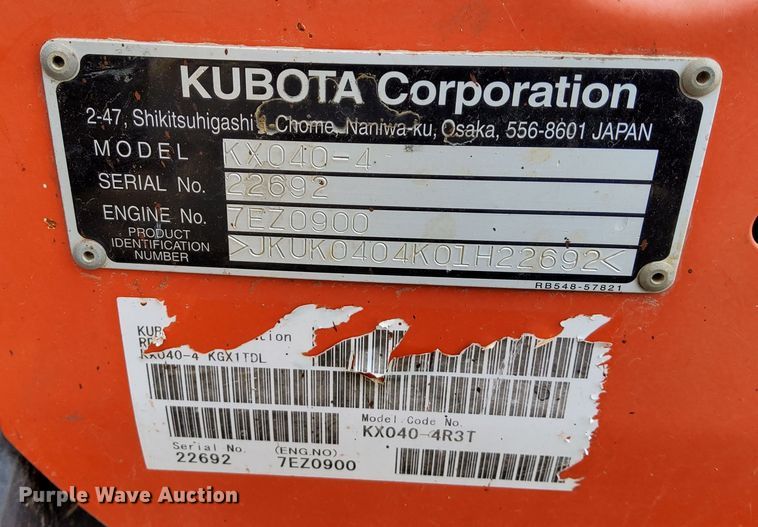 KUBOTA Corporation
2-47, Shikitsuhigashi 1-Chome, Naniwa-ku, Osaka, 556-8601 JAPAN
MODEL KX040-4
SERIAL No. 22692
ENGINE No. 7EZ0900
PRODUCT IDENTIFICATION NUMBER >JKUK0404K01H22692<
RB548-57821
KX040-4 KGX1TDL
Model Code No.
KX040-4R3T
Serial No. (ENG.NO)
22692 7EZ0900
Purple Wave Auction